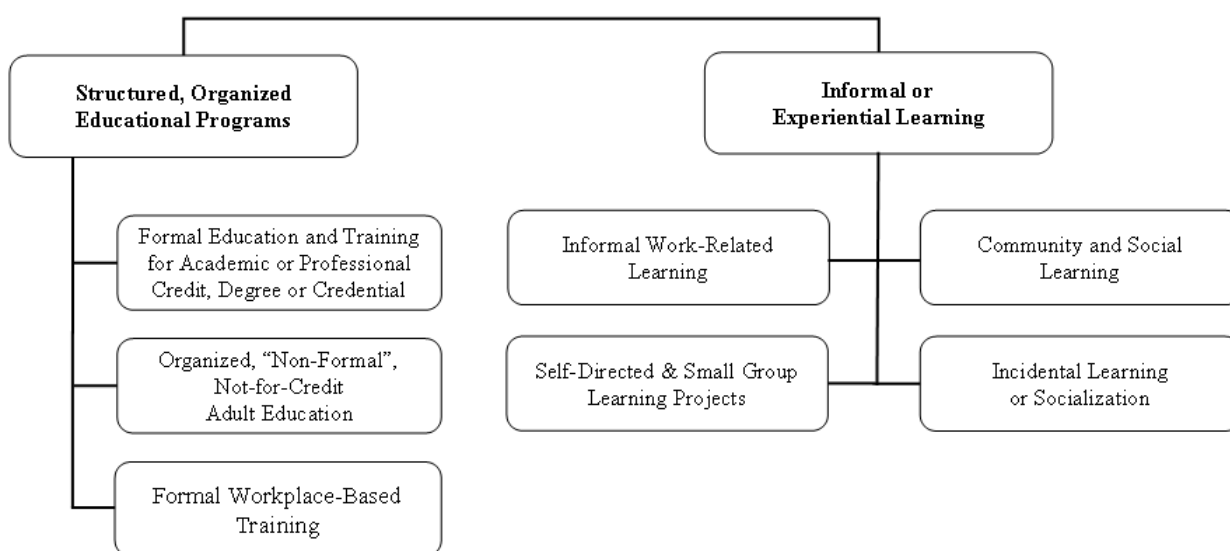 Structured, Organized
Educational Programs
Informal or
Experiential Learning
Formal Education and Training
for Academic or Professional
Credit, Degree or Credential
Organized, “Non-Formal”,
Not-for-Credit
Adult Education
Formal Workplace-Based
Training
Informal Work-Related
Learning
Community and Social
Learning
Self-Directed & Small Group
Learning Projects
Incidental Learning
or Socialization